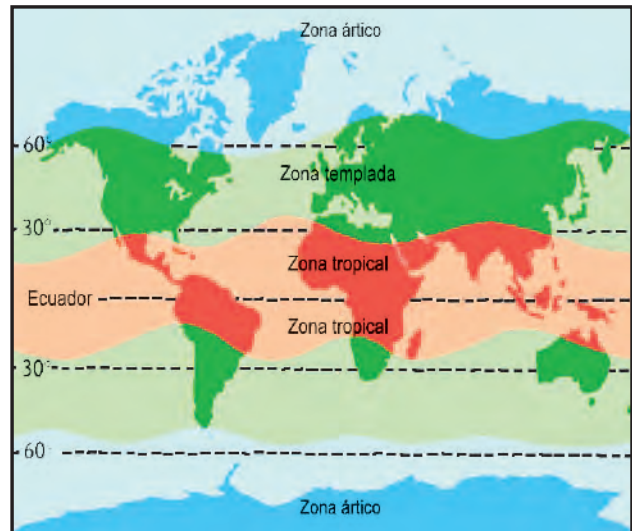 Zona ártico
60°
Zona templada
30°
Zona tropical
Ecuador
Zona tropical
30°
60
Zona ártico